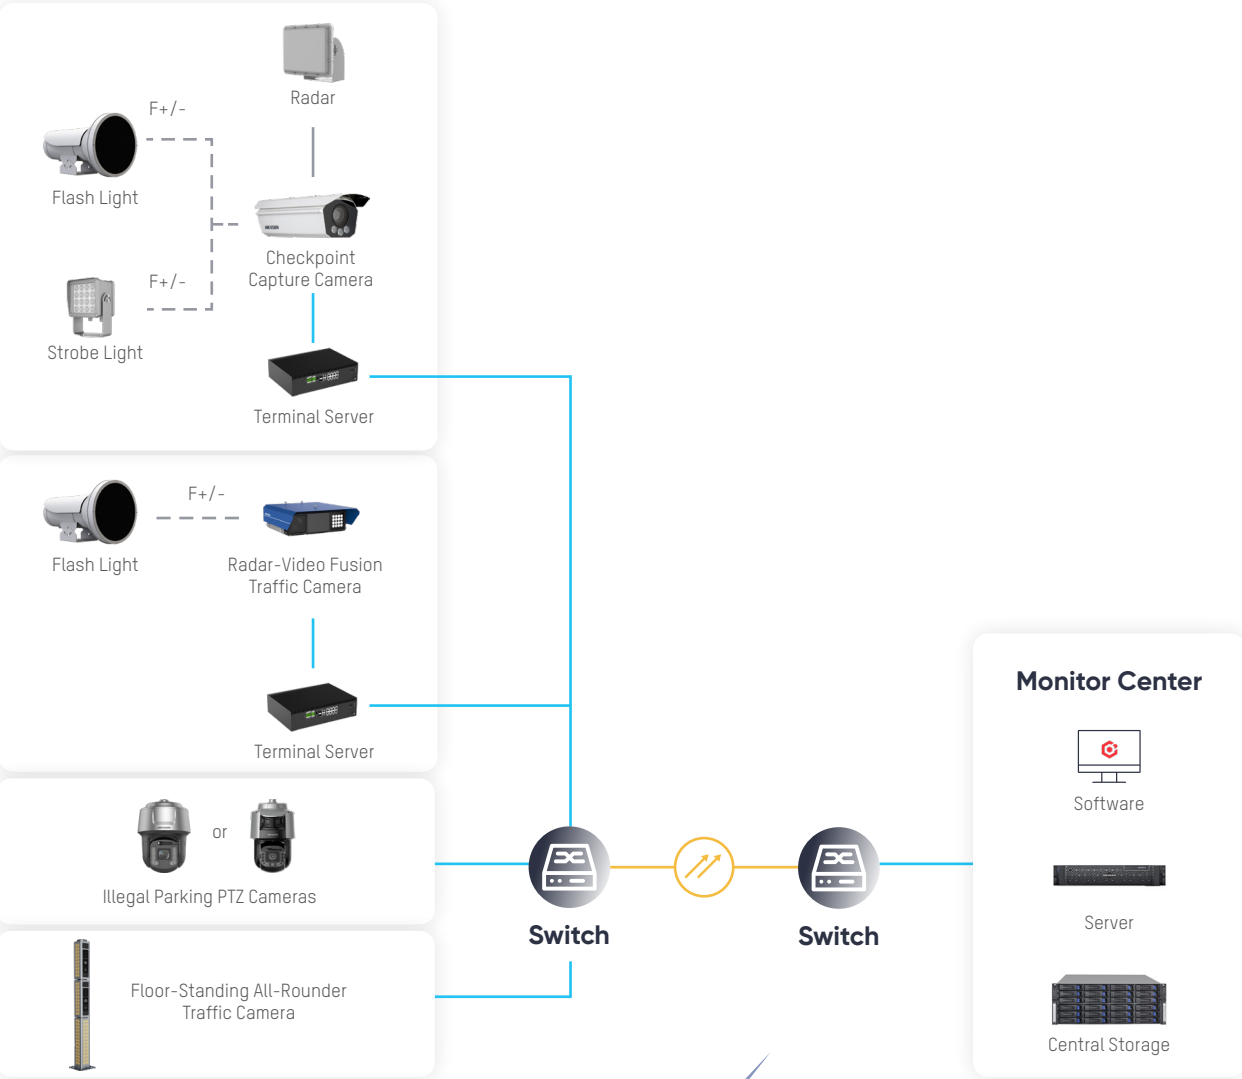 Radar
F+/-
Flash Light
Checkpoint
Capture Camera
F+/-
Strobe Light
Terminal Server
F+/-
Flash Light
Radar-Video Fusion
Traffic Camera
Terminal Server
or
Illegal Parking PTZ Cameras
Floor-Standing All-Rounder
Traffic Camera
Switch
Switch
Monitor Center
Software
Server
Central Storage
HIKVISION